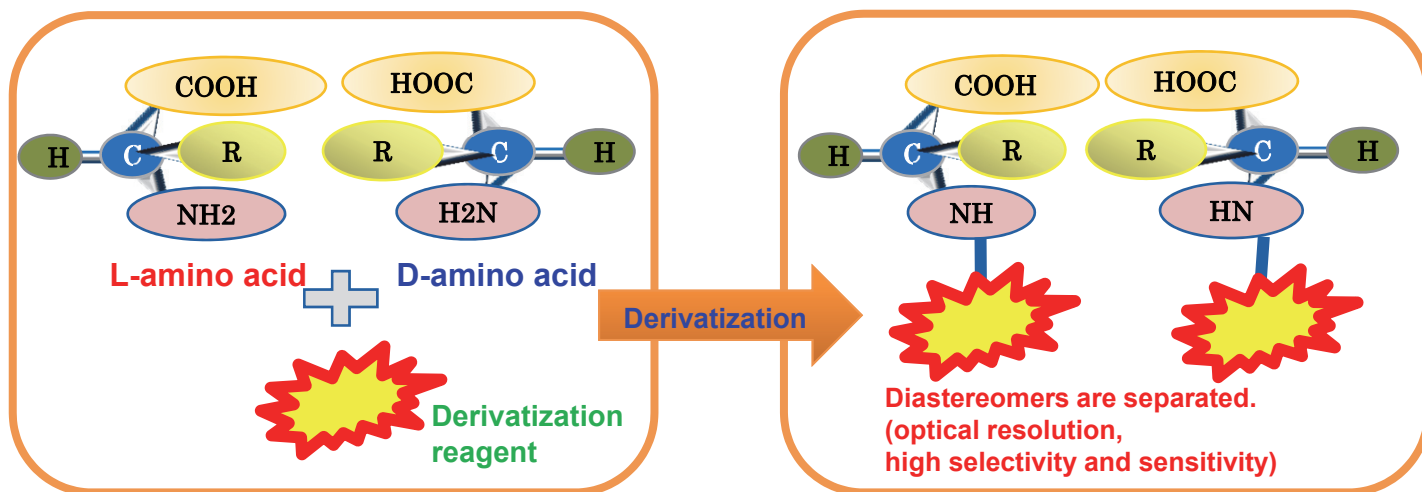 COOH
HOOC
H
C
R
R
C
H
NH2
H2N
L-amino acid
D-amino acid
Derivatization
reagent
Derivatization
COOH
HOOC
H
C
R
R
C
H
NH
HN
Diastereomers are separated.
(optical resolution,
high selectivity and sensitivity)